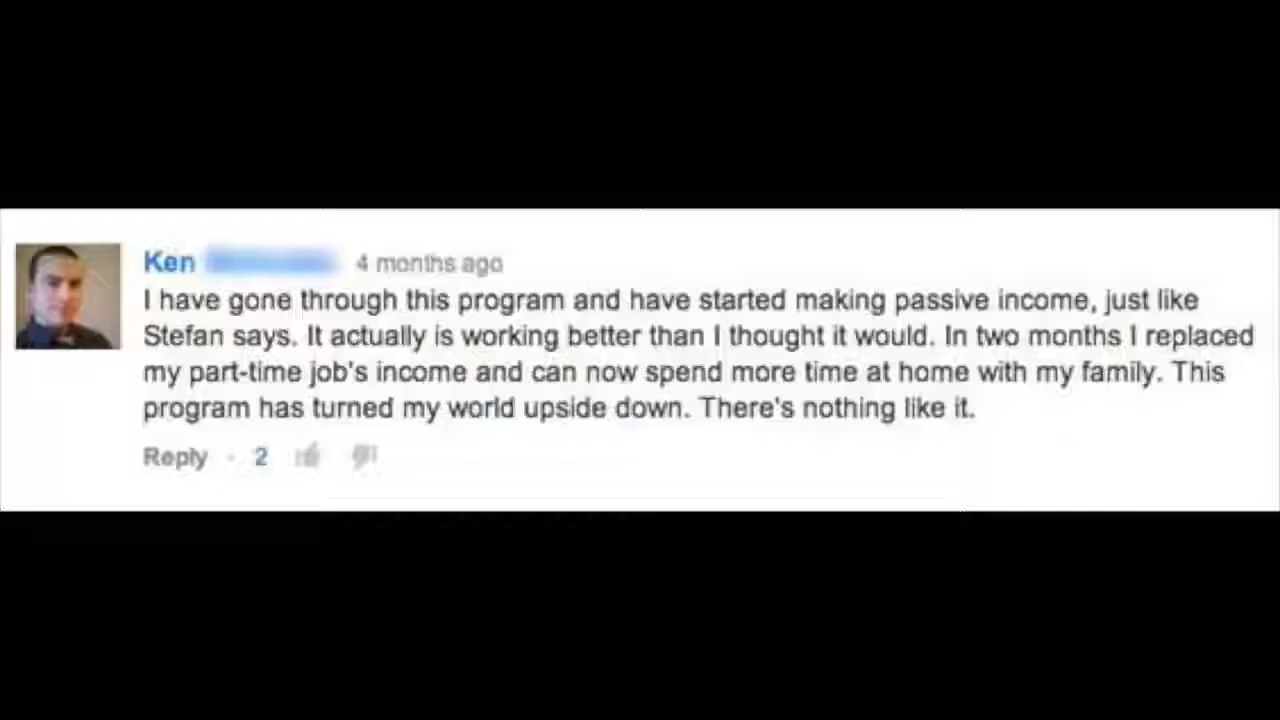 Ken 4 months ago
I have gone through this program and have started making passive income, just like
Stefan says. It actually is working better than I thought it would. In two months I replaced
my part-time job's income and can now spend more time at home with my family. This
program has turned my world upside down. There's nothing like it.
Reply · 2